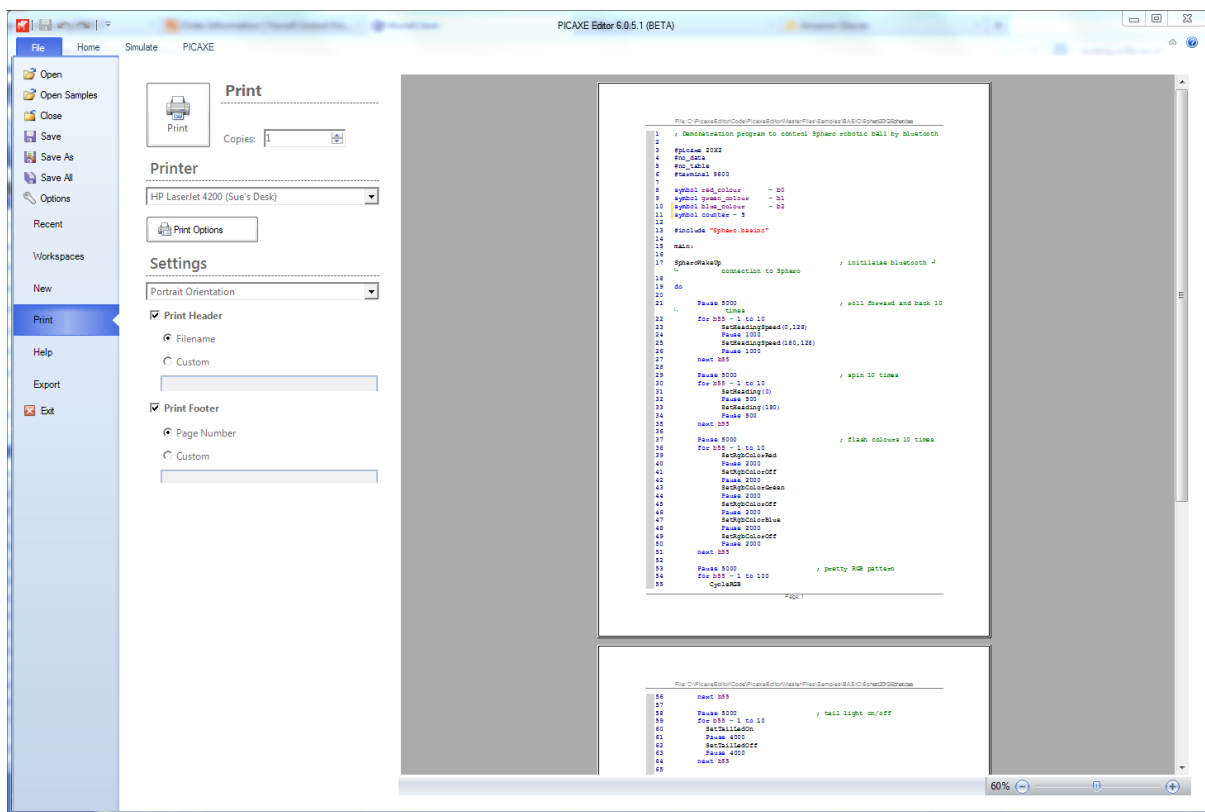 PICAXE Editor 6.0.5.1 (BETA)
File Home Simulate PICAXE
Open
Open Samples
Close
Save
Save As
Save All
Options
Recent
Workspaces
New
Print
Help
Export
Exit
Print
Print
Copies: 1
Printer
HP LaserJet 4200 (Sue's Desk)
Print Options
Settings
Portrait Orientation
Print Header
Filename
Custom
Print Footer
Page Number
Custom
1 ; Demonstration program to control Sphero robotic ball by bluetooth
2
3 #picaxe 20X2
4 #no_data
5 #no_table
6 #terminal 9600
7
8 symbol red_colour = b0
9 symbol green_colour = b1
10 symbol blue_colour = b2
11 symbol counter = 5
12
13 #include "Sphero.basinc"
14
15 main:
16
17 SpheroWakeUp ; initilaise bluetooth
connection to Sphero
18
19 do
20
21 Pause 5000 ; roll forward and back 10
times
22 for b55 = 1 to 10
23 SetHeadingSpeed(0,128)
24 Pause 1000
25 SetHeadingSpeed(180,128)
26 Pause 1000
27 next b55
28
29 Pause 5000 ; spin 10 times
30 for b55 = 1 to 10
31 SetHeading(0)
32 Pause 500
33 SetHeading(180)
34 Pause 500
35 next b55
36
37 Pause 5000 ; flash colours 10 times
38 for b55 = 1 to 10
39 SetRgbColorRed
40 Pause 2000
41 SetRgbColorOff
42 Pause 2000
43 SetRgbColorGreen
44 Pause 2000
45 SetRgbColorOff
46 Pause 2000
47 SetRgbColorBlue
48 Pause 2000
49 SetRgbColorOff
50 Pause 2000
51 next b55
52
53 Pause 5000 ; pretty RGB pattern
54 for b55 = 1 to 100
55 CycleRGB
Page 1
56 next b55
57
58 Pause 5000 ; tail light on/off
59 for b55 = 1 to 10
60 SetTailLedOn
61 Pause 4000
62 SetTailLedOff
63 Pause 4000
64 next b55
65
60%